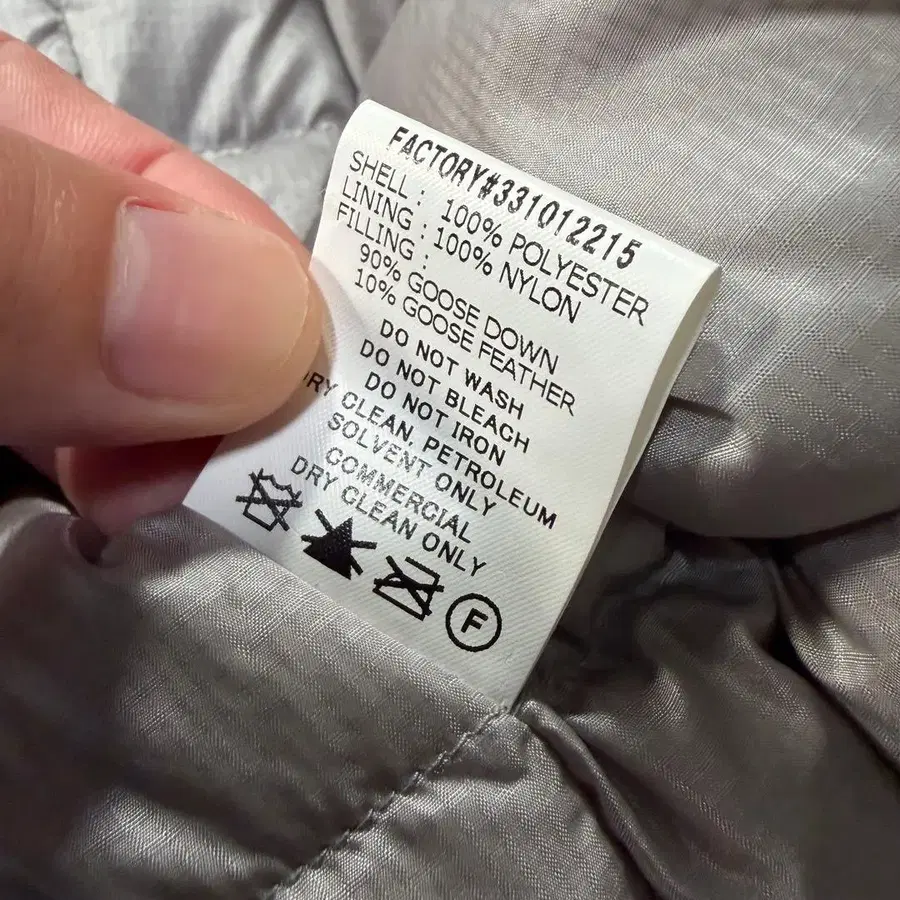 FACTORY#331012215
SHELL : 100% POLYESTER
LINING : 100% NYLON
FILLING :
90% GOOSE DOWN
10% GOOSE FEATHER
DO NOT WASH
DO NOT BLEACH
DO NOT IRON
RY CLEAN, PETROLEUM
SOLVENT ONLY
COMMERCIAL
DRY CLEAN ONLY
F